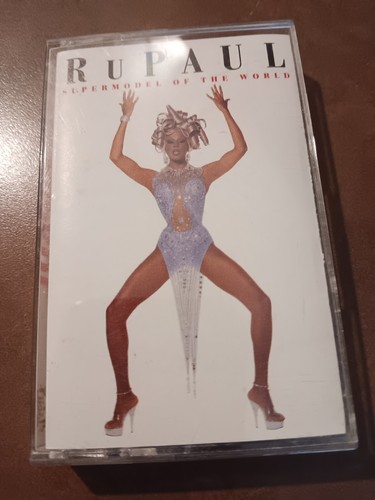 RUPAUL
SUPERMODEL OF THE WORLD